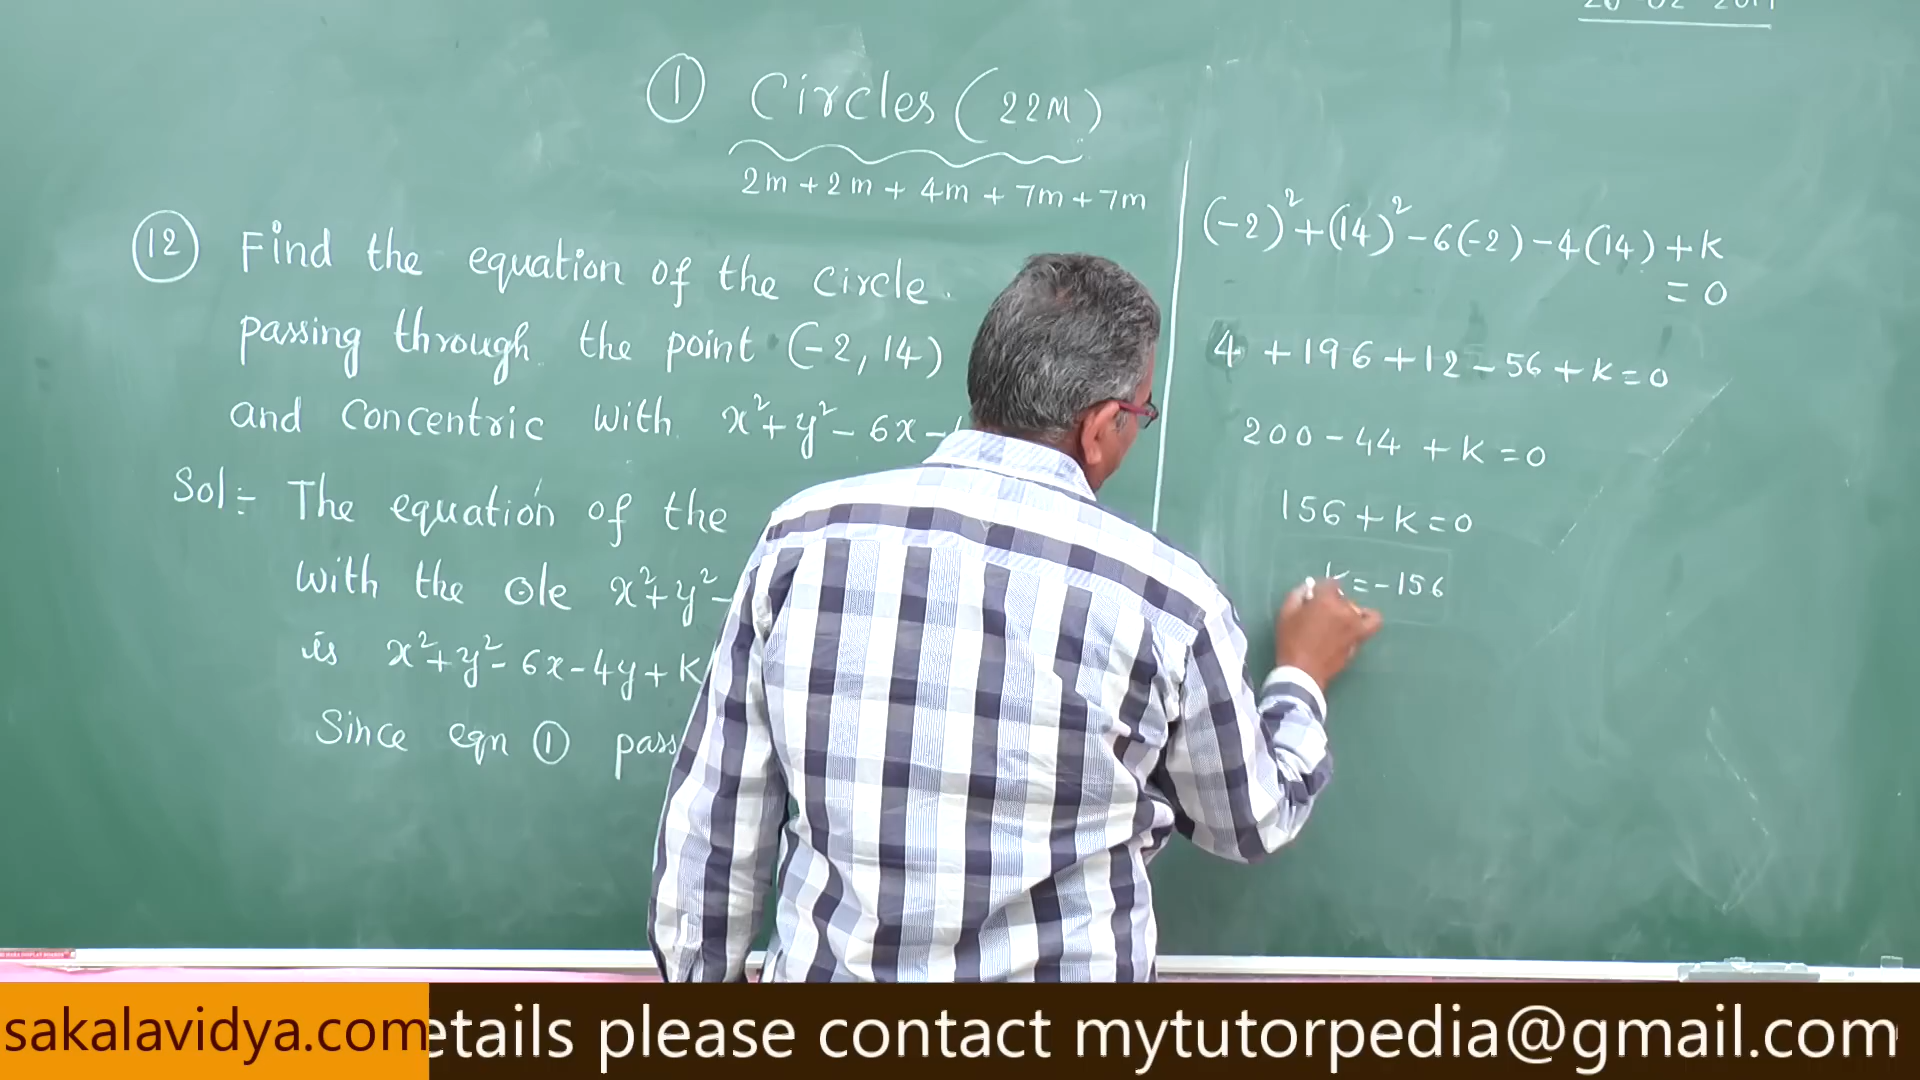 ① Circles (22M)
2m + 2m + 4m + 7m + 7m
⑫ Find the equation of the circle.
passing through the point (-2, 14)
and concentric with x²+y²-6x-
Sol:- The equation of the
with the ⊙le x²+y²-
is x²+y²-6x-4y+K
Since eqn ① pass
(-2)²+(14)²-6(-2)-4(14)+K
=0
4+196+12-56+K=0
200-44+K=0
156+K=0
K=-156
sakalavidya.com
etails please contact mytutorpedia@gmail.com